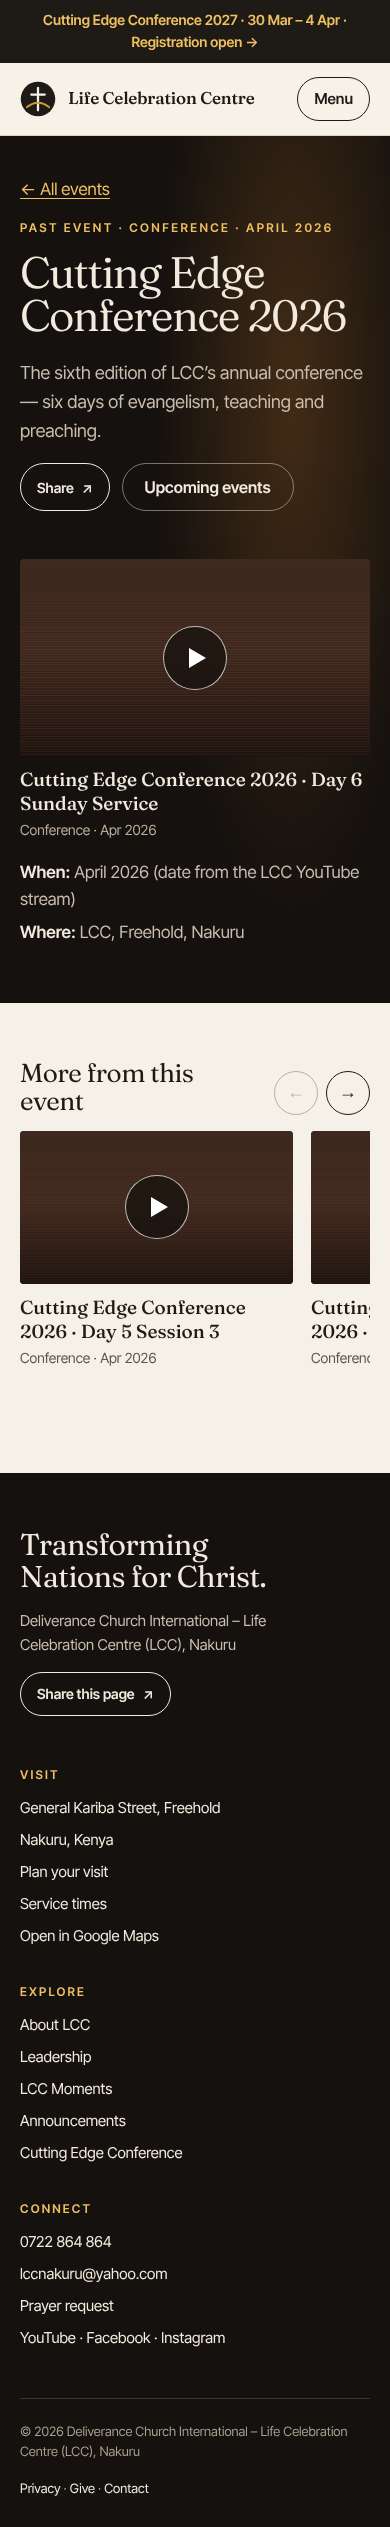 Cutting Edge Conference 2027 · 30 Mar – 4 Apr ·
Registration open →
Life Celebration Centre
Menu
← All events
PAST EVENT · CONFERENCE · APRIL 2026
Cutting Edge
Conference 2026
The sixth edition of LCC’s annual conference
— six days of evangelism, teaching and
preaching.
Share ↗
Upcoming events
Cutting Edge Conference 2026 · Day 6
Sunday Service
Conference · Apr 2026
When: April 2026 (date from the LCC YouTube
stream)
Where: LCC, Freehold, Nakuru
More from this
event
← →
Cutting Edge Conference
2026 · Day 5 Session 3
Conference · Apr 2026
2026 ·
Transforming
Nations for Christ.
Deliverance Church International – Life
Celebration Centre (LCC), Nakuru
Share this page ↗
VISIT
General Kariba Street, Freehold
Nakuru, Kenya
Plan your visit
Service times
Open in Google Maps
EXPLORE
About LCC
Leadership
LCC Moments
Announcements
Cutting Edge Conference
CONNECT
0722 864 864
lccnakuru@yahoo.com
Prayer request
YouTube · Facebook · Instagram
© 2026 Deliverance Church International – Life Celebration
Centre (LCC), Nakuru
Privacy · Give · Contact